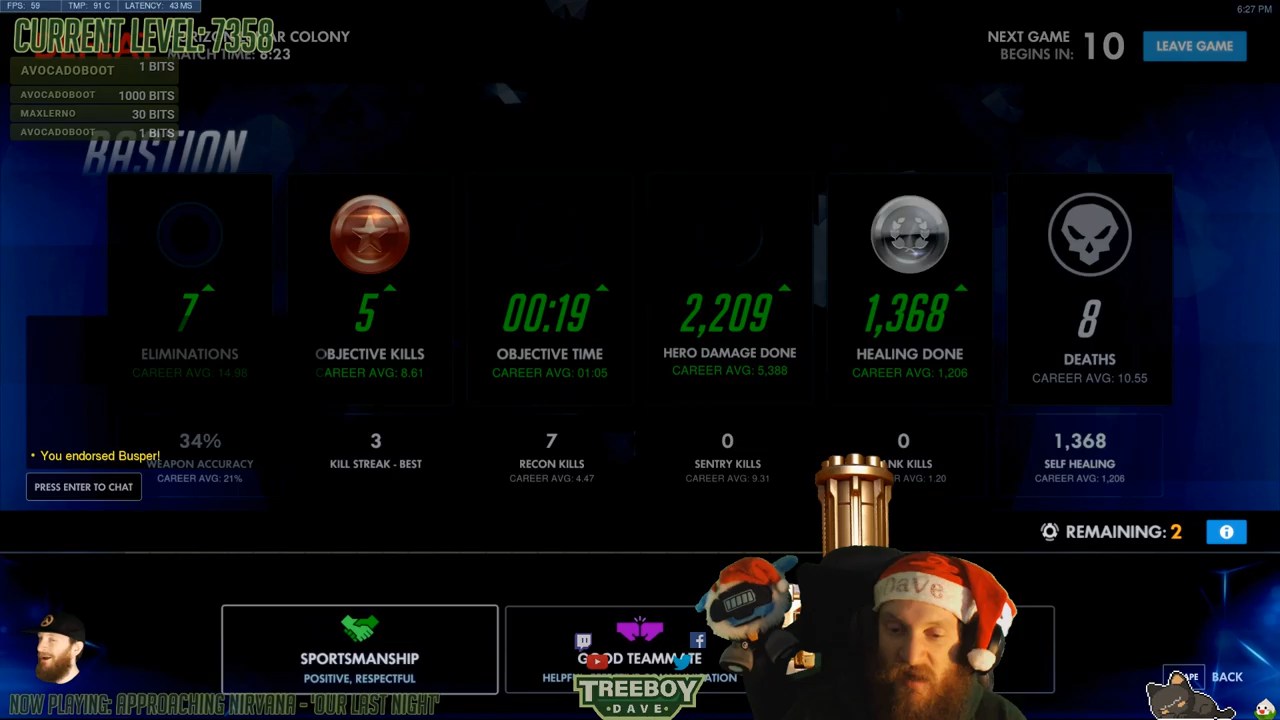 FPS: 59
TMP: 91 C
LATENCY: 43 MS
6:27 PM
CURRENT LEVEL: 7358
COLONY
MATCH TIME: 8:23
NEXT GAME
BEGINS IN:
10
LEAVE GAME
AVOCADOBOOT 1 BITS
AVOCADOBOOT 1000 BITS
MAXLERNO 30 BITS
AVOCADOBOOT 1 BITS
BASTION
7
ELIMINATIONS
CAREER AVG: 14.98
5
OBJECTIVE KILLS
CAREER AVG: 8.61
00:19
OBJECTIVE TIME
CAREER AVG: 01:05
2,209
HERO DAMAGE DONE
CAREER AVG: 5,388
1,368
HEALING DONE
CAREER AVG: 1,206
8
DEATHS
CAREER AVG: 10.55
34%
WEAPON ACCURACY
CAREER AVG: 21%
3
KILL STREAK - BEST
7
RECON KILLS
CAREER AVG: 4.47
0
SENTRY KILLS
CAREER AVG: 9.31
0
KILLS
AVG: 1.20
1,368
SELF HEALING
CAREER AVG: 1,206
• You endorsed Busper!
PRESS ENTER TO CHAT
REMAINING: 2
SPORTSMANSHIP
POSITIVE, RESPECTFUL
GOOD TEAMMATE
Dave
TREEBOY
•DAVE•
BACK
NOW PLAYING: APPROACHING NIRVANA - 'OUR LAST NIGHT'